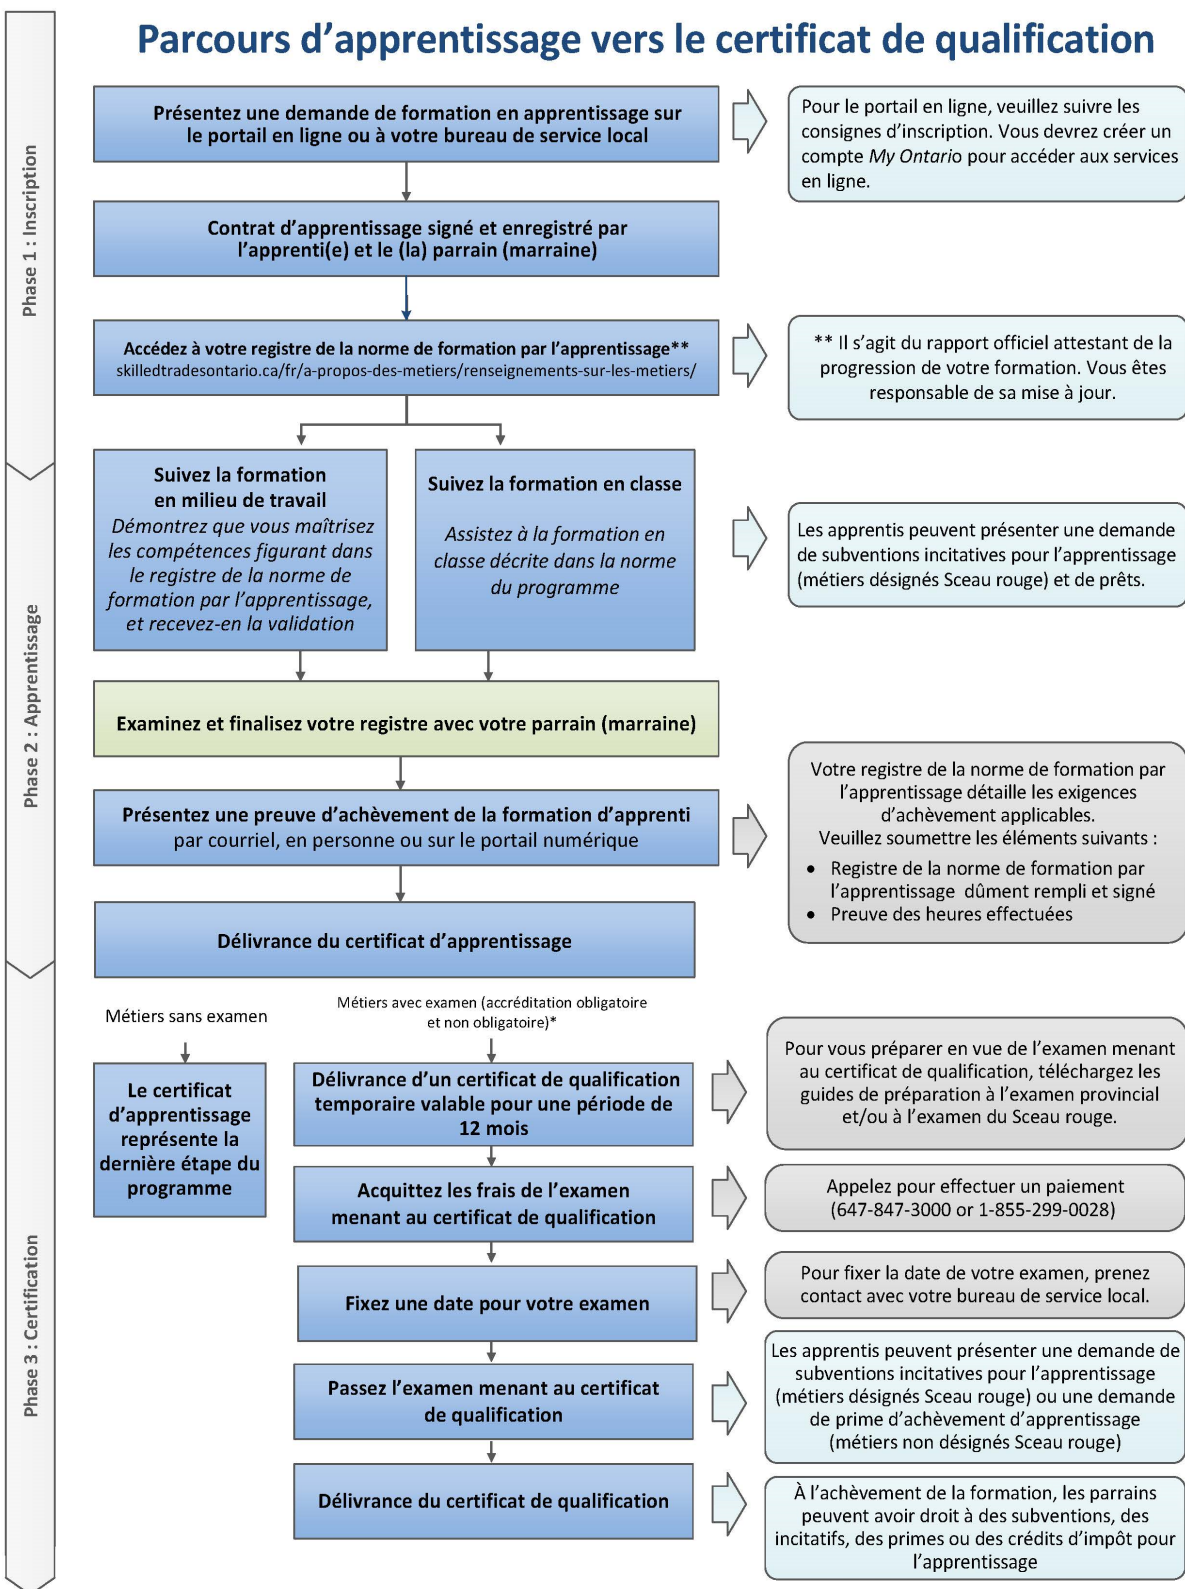 Parcours d’apprentissage vers le certificat de qualification
Phase 1 : Inscription
Présentez une demande de formation en apprentissage sur
le portail en ligne ou à votre bureau de service local
Pour le portail en ligne, veuillez suivre les
consignes d’inscription. Vous devrez créer un
compte My Ontario pour accéder aux services
en ligne.
Contrat d’apprentissage signé et enregistré par
l’apprenti(e) et le (la) parrain (marraine)
Accédez à votre registre de la norme de formation par l’apprentissage**
skilledtradesontario.ca/fr/a-propos-des-metiers/renseignements-sur-les-metiers/
** Il s’agit du rapport officiel attestant de la
progression de votre formation. Vous êtes
responsable de sa mise à jour.
Phase 2 : Apprentissage
Suivez la formation
en milieu de travail
Démontrez que vous maîtrisez
les compétences figurant dans
le registre de la norme de
formation par l’apprentissage,
et recevez-en la validation
Suivez la formation en classe
Assistez à la formation en
classe décrite dans la norme
du programme
Les apprentis peuvent présenter une demande
de subventions incitatives pour l’apprentissage
(métiers désignés Sceau rouge) et de prêts.
Examinez et finalisez votre registre avec votre parrain (marraine)
Présentez une preuve d’achèvement de la formation d’apprenti
par courriel, en personne ou sur le portail numérique
Votre registre de la norme de formation par
l’apprentissage détaille les exigences
d’achèvement applicables.
Veuillez soumettre les éléments suivants :
• Registre de la norme de formation par
l’apprentissage dûment rempli et signé
• Preuve des heures effectuées
Délivrance du certificat d’apprentissage
Phase 3 : Certification
Métiers sans examen
Le certificat
d’apprentissage
représente la
dernière étape du
programme
Métiers avec examen (accréditation obligatoire
et non obligatoire)*
Délivrance d’un certificat de qualification
temporaire valable pour une période de
12 mois
Pour vous préparer en vue de l’examen menant
au certificat de qualification, téléchargez les
guides de préparation à l’examen provincial
et/ou à l’examen du Sceau rouge.
Acquittez les frais de l’examen
menant au certificat de qualification
Appelez pour effectuer un paiement
(647-847-3000 or 1-855-299-0028)
Fixez une date pour votre examen
Pour fixer la date de votre examen, prenez
contact avec votre bureau de service local.
Passez l’examen menant au certificat
de qualification
Les apprentis peuvent présenter une demande de
subventions incitatives pour l’apprentissage
(métiers désignés Sceau rouge) ou une demande
de prime d’achèvement d’apprentissage
(métiers non désignés Sceau rouge)
Délivrance du certificat de qualification
À l’achèvement de la formation, les parrains
peuvent avoir droit à des subventions, des
incitatifs, des primes ou des crédits d’impôt pour
l’apprentissage